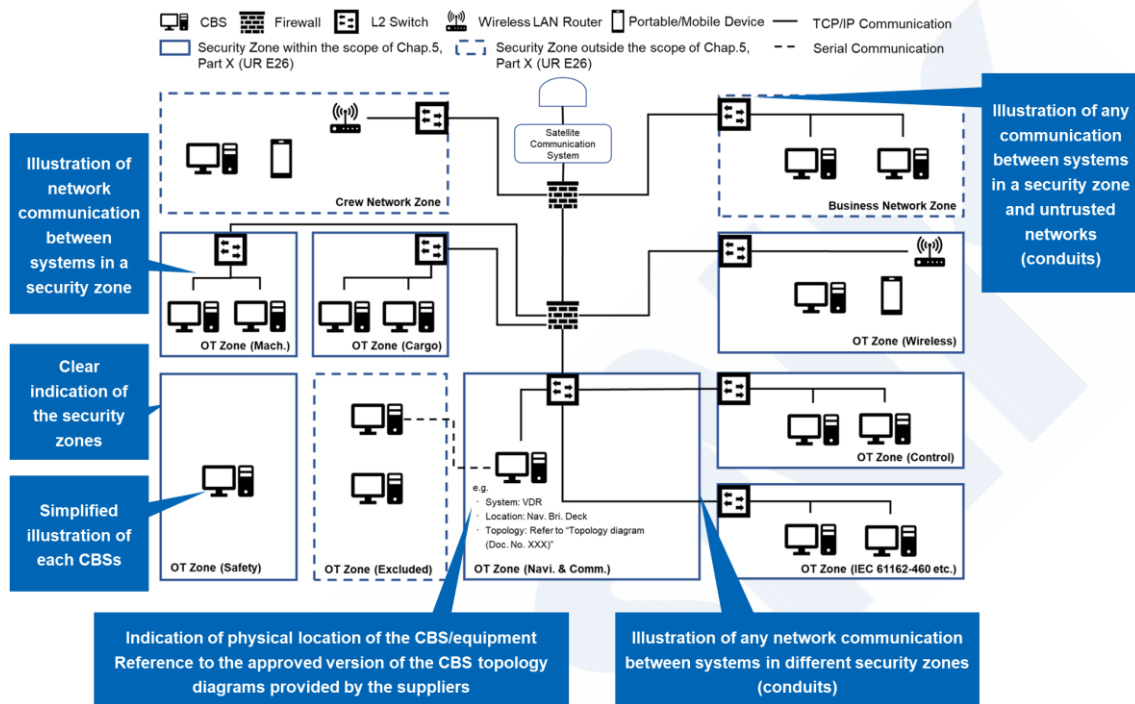 CBS
Firewall
L2 Switch
Wireless LAN Router
Portable/Mobile Device
TCP/IP Communication
Security Zone within the scope of Chap.5,
Part X (UR E26)
Security Zone outside the scope of Chap.5,
Part X (UR E26)
Serial Communication
Illustration of
network
communication
between
systems in a
security zone
Crew Network Zone
Satellite
Communication
System
Business Network Zone
Illustration of any
communication
between systems
in a security zone
and untrusted
networks
(conduits)
OT Zone (Mach.)
OT Zone (Cargo)
OT Zone (Wireless)
Clear
indication of
the security
zones
Simplified
illustration of
each CBSs
OT Zone (Safety)
OT Zone (Excluded)
e.g.
- System: VDR
- Location: Nav. Bri. Deck
- Topology: Refer to “Topology diagram
(Doc. No. XXX)”
OT Zone (Navi. & Comm.)
OT Zone (Control)
OT Zone (IEC 61162-460 etc.)
Indication of physical location of the CBS/equipment
Reference to the approved version of the CBS topology
diagrams provided by the suppliers
Illustration of any network communication
between systems in different security zones
(conduits)